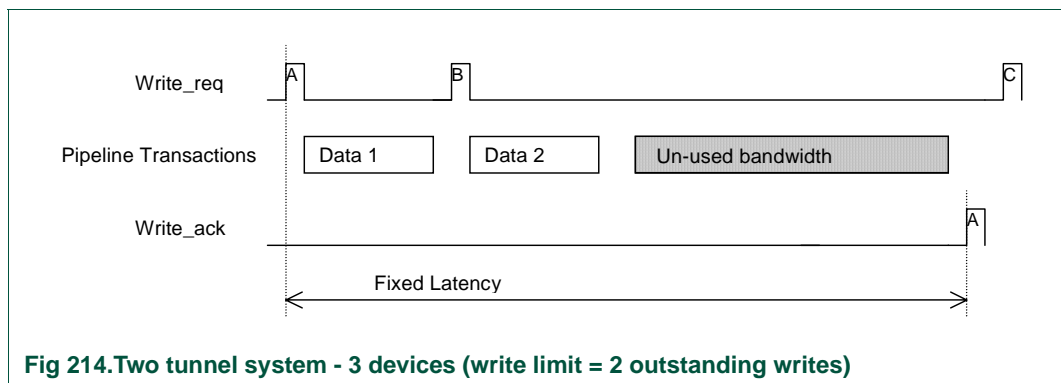 Write_req
A
B
C
Pipeline Transactions
Data 1
Data 2
Un-used bandwidth
Write_ack
A
Fixed Latency
Fig 214.Two tunnel system - 3 devices (write limit = 2 outstanding writes)